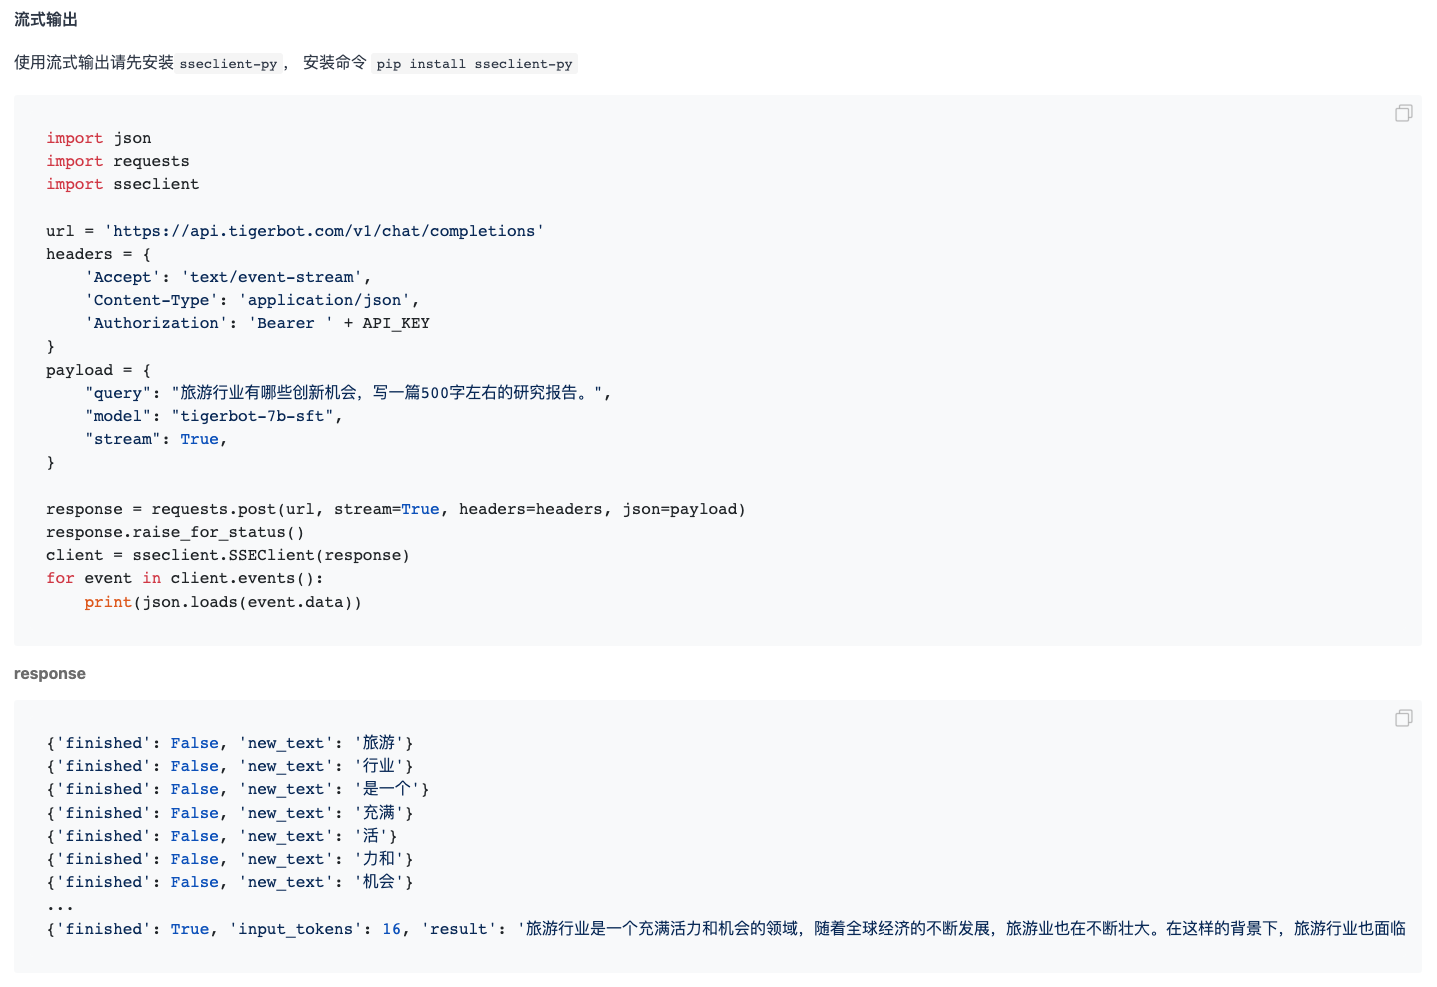 流式输出
使用流式输出请先安装 sseclient-py ， 安装命令 pip install sseclient-py
import json
import requests
import sseclient
url = 'https://api.tigerbot.com/v1/chat/completions'
headers = {
    'Accept': 'text/event-stream',
    'Content-Type': 'application/json',
    'Authorization': 'Bearer ' + API_KEY
}
payload = {
    "query": "旅游行业有哪些创新机会，写一篇500字左右的研究报告。",
    "model": "tigerbot-7b-sft",
    "stream": True,
}
response = requests.post(url, stream=True, headers=headers, json=payload)
response.raise_for_status()
client = sseclient.SSEClient(response)
for event in client.events():
    print(json.loads(event.data))
response
{'finished': False, 'new_text': '旅游'}
{'finished': False, 'new_text': '行业'}
{'finished': False, 'new_text': '是一个'}
{'finished': False, 'new_text': '充满'}
{'finished': False, 'new_text': '活'}
{'finished': False, 'new_text': '力和'}
{'finished': False, 'new_text': '机会'}
...
{'finished': True, 'input_tokens': 16, 'result': '旅游行业是一个充满活力和机会的领域，随着全球经济的不断发展，旅游业也在不断壮大。在这样的背景下，旅游行业也面临